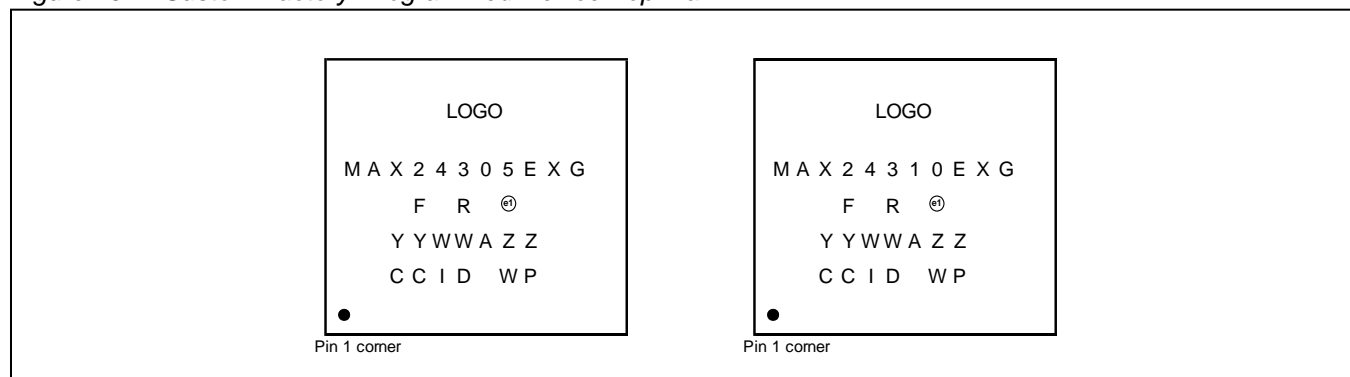 LOGO
MAX24305EXG
F R e1
YYWWAZZ
CCID WP
Pin 1 corner
LOGO
MAX24310EXG
F R e1
YYWWAZZ
CCID WP
Pin 1 corner